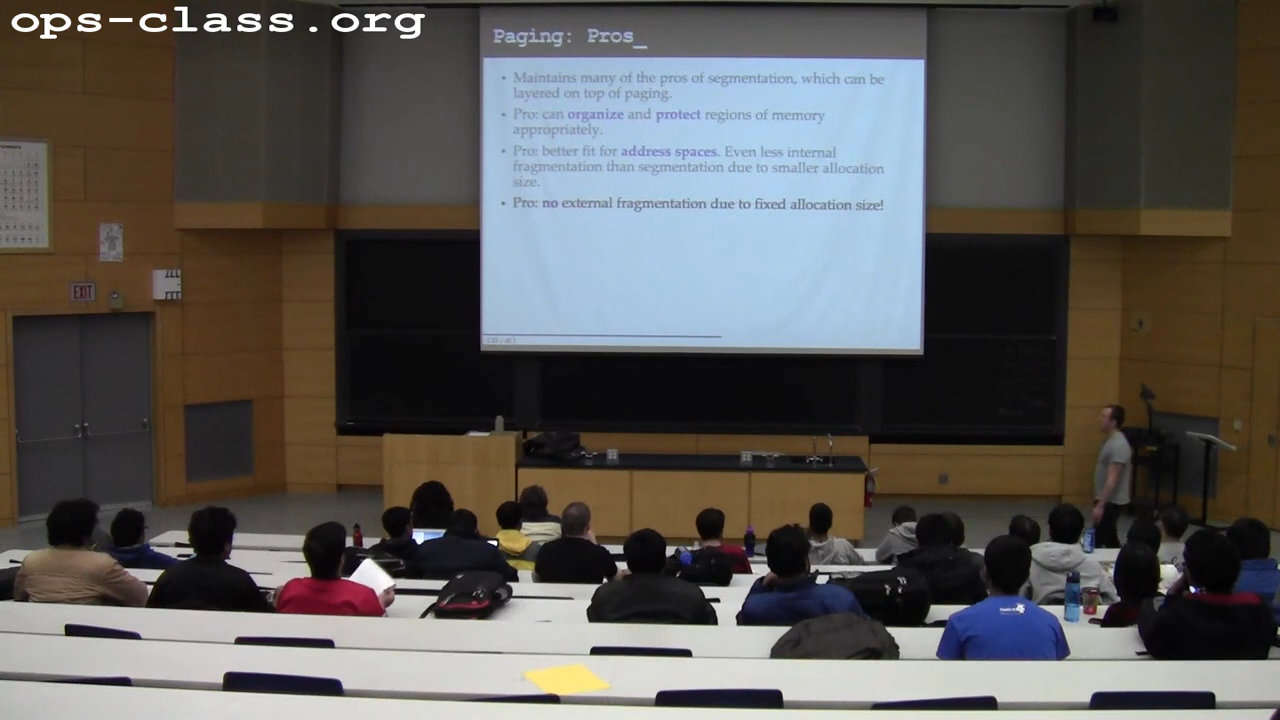 ops-class.org
Paging: Pros_
• Maintains many of the pros of segmentation, which can be
layered on top of paging.
• Pro: can organize and protect regions of memory
appropriately.
• Pro: better fit for address spaces. Even less internal
fragmentation than segmentation due to smaller allocation
size.
• Pro: no external fragmentation due to fixed allocation size!
EXIT